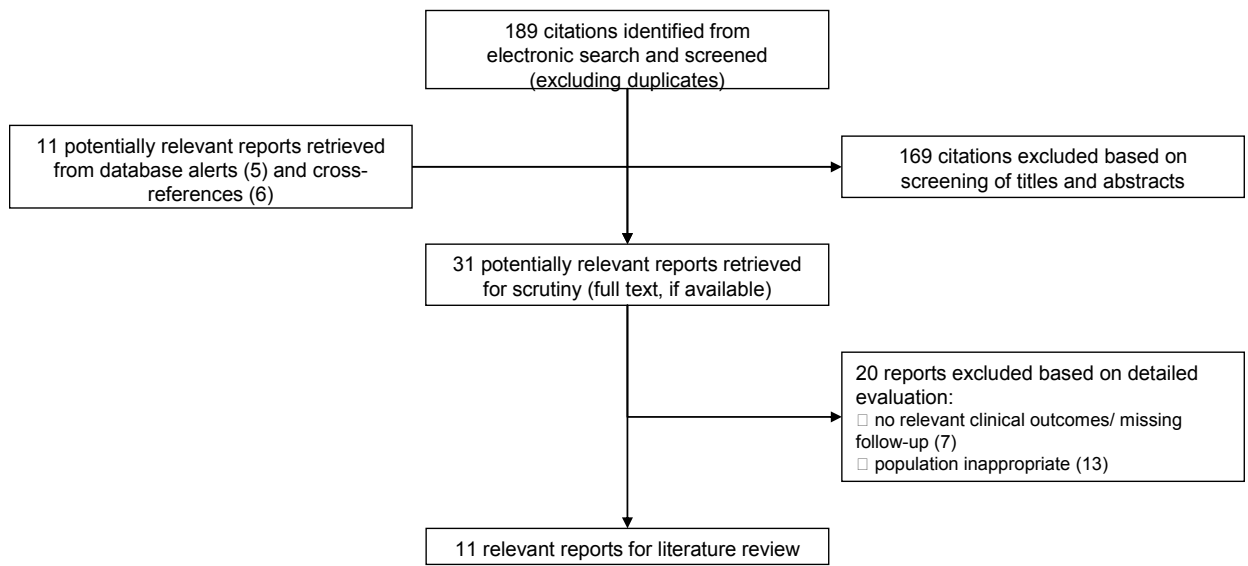 189 citations identified from
electronic search and screened
(excluding duplicates)
11 potentially relevant reports retrieved
from database alerts (5) and cross-
references (6)
169 citations excluded based on
screening of titles and abstracts
31 potentially relevant reports retrieved
for scrutiny (full text, if available)
20 reports excluded based on detailed
evaluation:
□ no relevant clinical outcomes/ missing
follow-up (7)
□ population inappropriate (13)
11 relevant reports for literature review